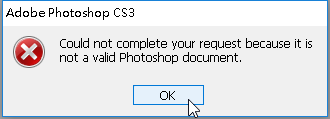 Adobe Photoshop CS3
Could not complete your request because it is
not a valid Photoshop document.
OK